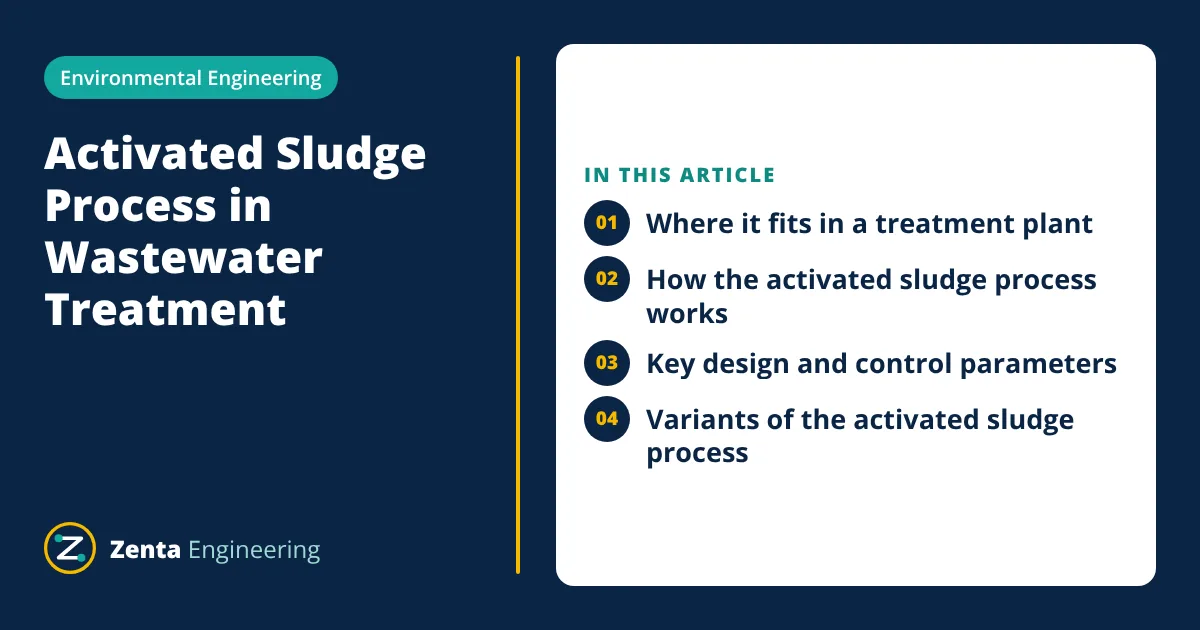 Environmental Engineering
Activated Sludge
Process in
Wastewater
Treatment
Zenta Engineering
IN THIS ARTICLE
01 Where it fits in a treatment plant
02 How the activated sludge process
works
03 Key design and control parameters
04 Variants of the activated sludge
process